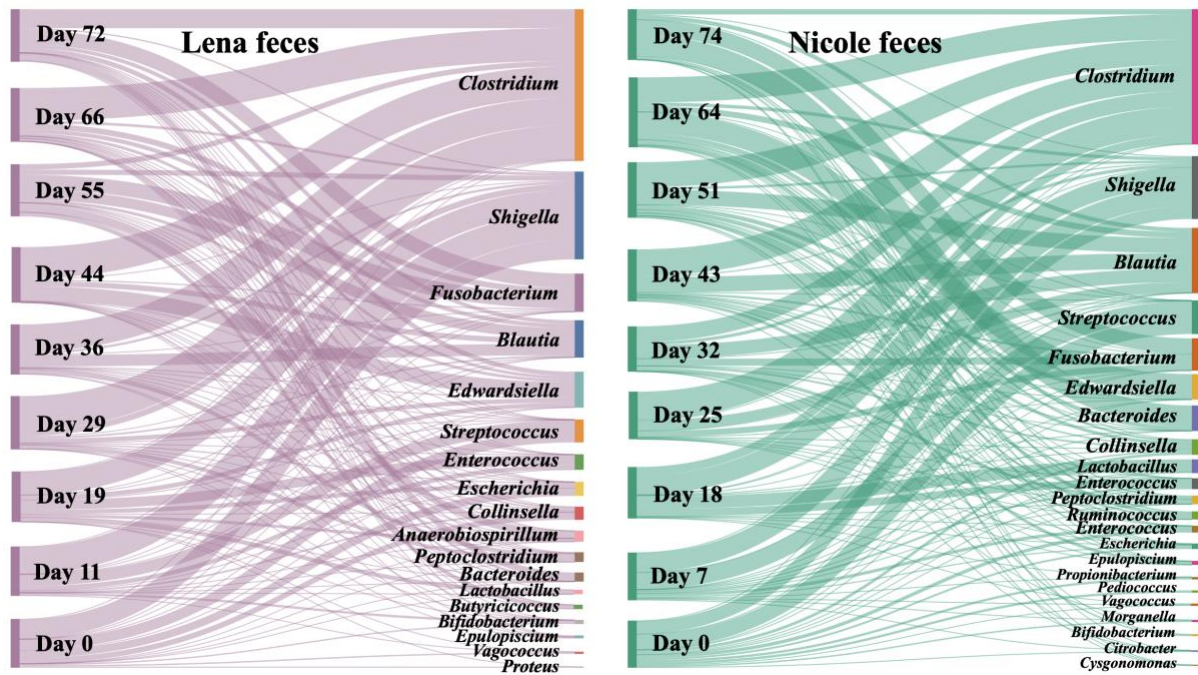 Lena feces
Day 72
Day 66
Day 55
Day 44
Day 36
Day 29
Day 19
Day 11
Day 0
Clostridium
Shigella
Fusobacterium
Blautia
Edwardsiella
Streptococcus
Enterococcus
Escherichia
Collinsella
Anaerobiospirillum
Peptoclostridium
Bacteroides
Lactobacillus
Butyricicoccus
Bifidobacterium
Epulopiscium
Vagococcus
Proteus
Nicole feces
Day 74
Day 64
Day 51
Day 43
Day 32
Day 25
Day 18
Day 7
Day 0
Clostridium
Shigella
Blautia
Streptococcus
Fusobacterium
Edwardsiella
Bacteroides
Collinsella
Lactobacillus
Enterococcus
Peptoclostridium
Ruminococcus
Enterococcus
Escherichia
Epulopiscium
Propionibacterium
Pediococcus
Vagococcus
Morganella
Bifidobacterium
Citrobacter
Cysgonomonas